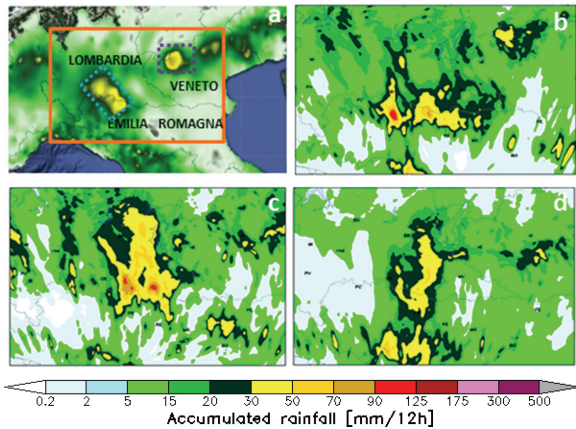 a
LOMBARDIA
VENETO
EMILIA ROMAGNA
b
c
d
0.2 2 5 15 20 30 50 70 90 125 175 300 500
Accumulated rainfall [mm/12h]